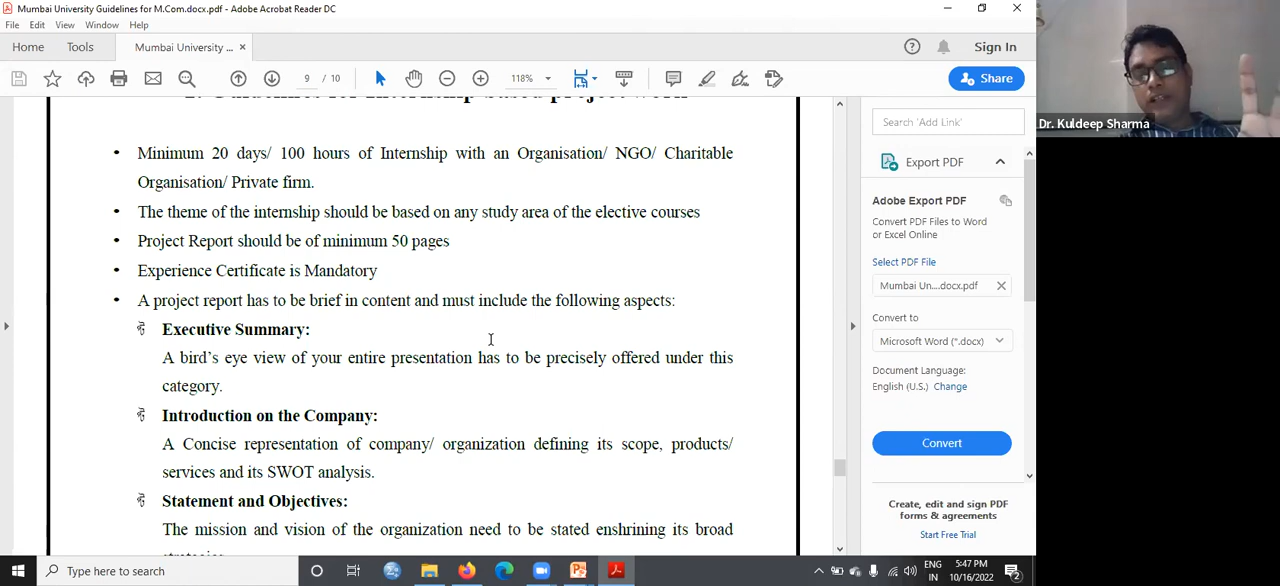 Mumbai University Guidelines for M.Com.docx.pdf - Adobe Acrobat Reader DC
File Edit View Window Help
Home Tools Mumbai University ... × Sign In
9 / 10 118% Share
2. Guidelines for Internship based project work
• Minimum 20 days/ 100 hours of Internship with an Organisation/ NGO/ Charitable
Organisation/ Private firm.
• The theme of the internship should be based on any study area of the elective courses
• Project Report should be of minimum 50 pages
• Experience Certificate is Mandatory
• A project report has to be brief in content and must include the following aspects:
Executive Summary:
A bird's eye view of your entire presentation has to be precisely offered under this
category.
Introduction on the Company:
A Concise representation of company/ organization defining its scope, products/
services and its SWOT analysis.
Statement and Objectives:
The mission and vision of the organization need to be stated enshrining its broad
strategies.
Search 'Add Link'
Export PDF
Adobe Export PDF
Convert PDF Files to Word
or Excel Online
Select PDF File
Mumbai Un....docx.pdf
Convert to
Microsoft Word (*.docx)
Document Language:
English (U.S.) Change
Convert
Create, edit and sign PDF
forms & agreements
Start Free Trial
Dr. Kuldeep Sharma
Type here to search
ENG
IN
5:47 PM
10/16/2022
2